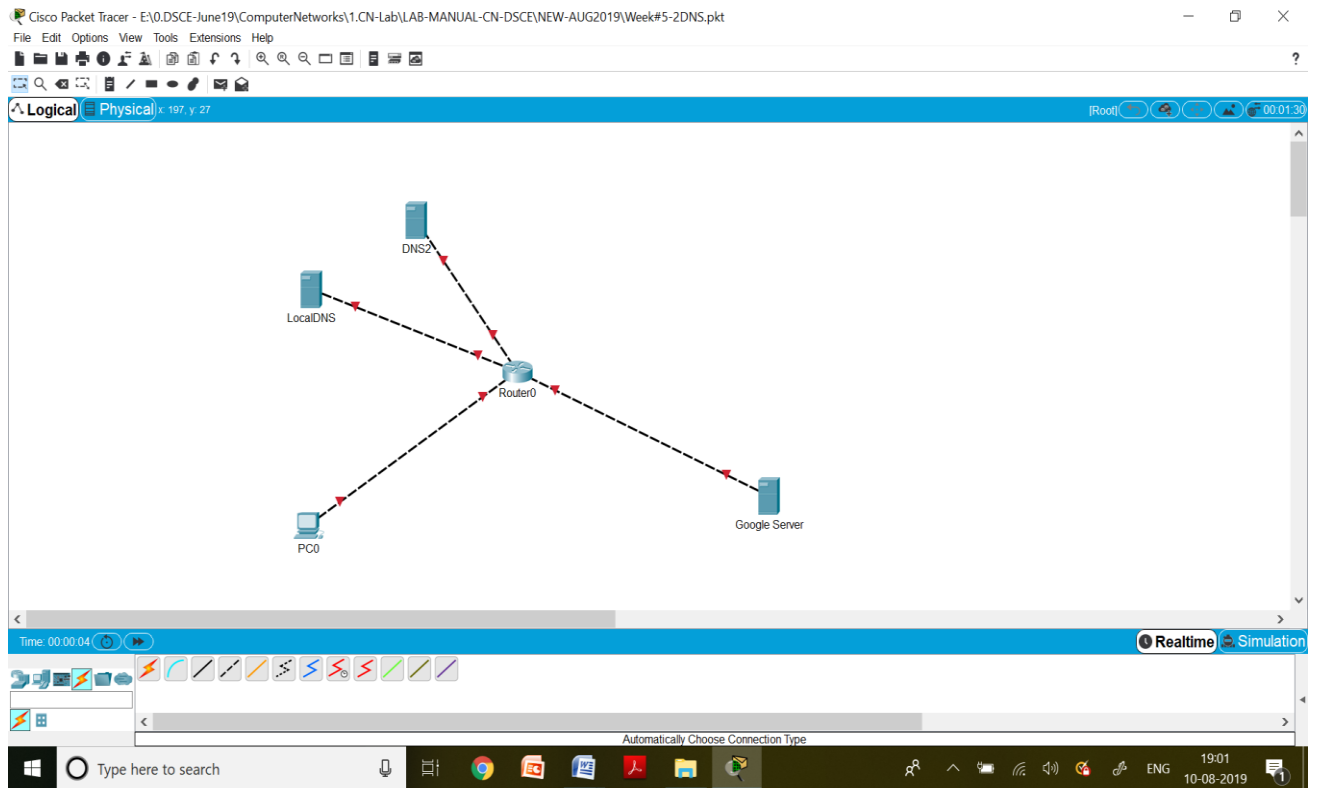 Cisco Packet Tracer - E:\0.DSCE-June19\ComputerNetworks\1.CN-Lab\LAB-MANUAL-CN-DSCE\NEW-AUG2019\Week#5-2DNS.pkt
File Edit Options View Tools Extensions Help
?
Logical Physical x: 197, y: 27 [Root] 00:01:30
DNS2
LocalDNS
Router0
Google Server
PC0
Time: 00:00:04 Realtime Simulation
Automatically Choose Connection Type
Type here to search
ENG
19:01
10-08-2019
1